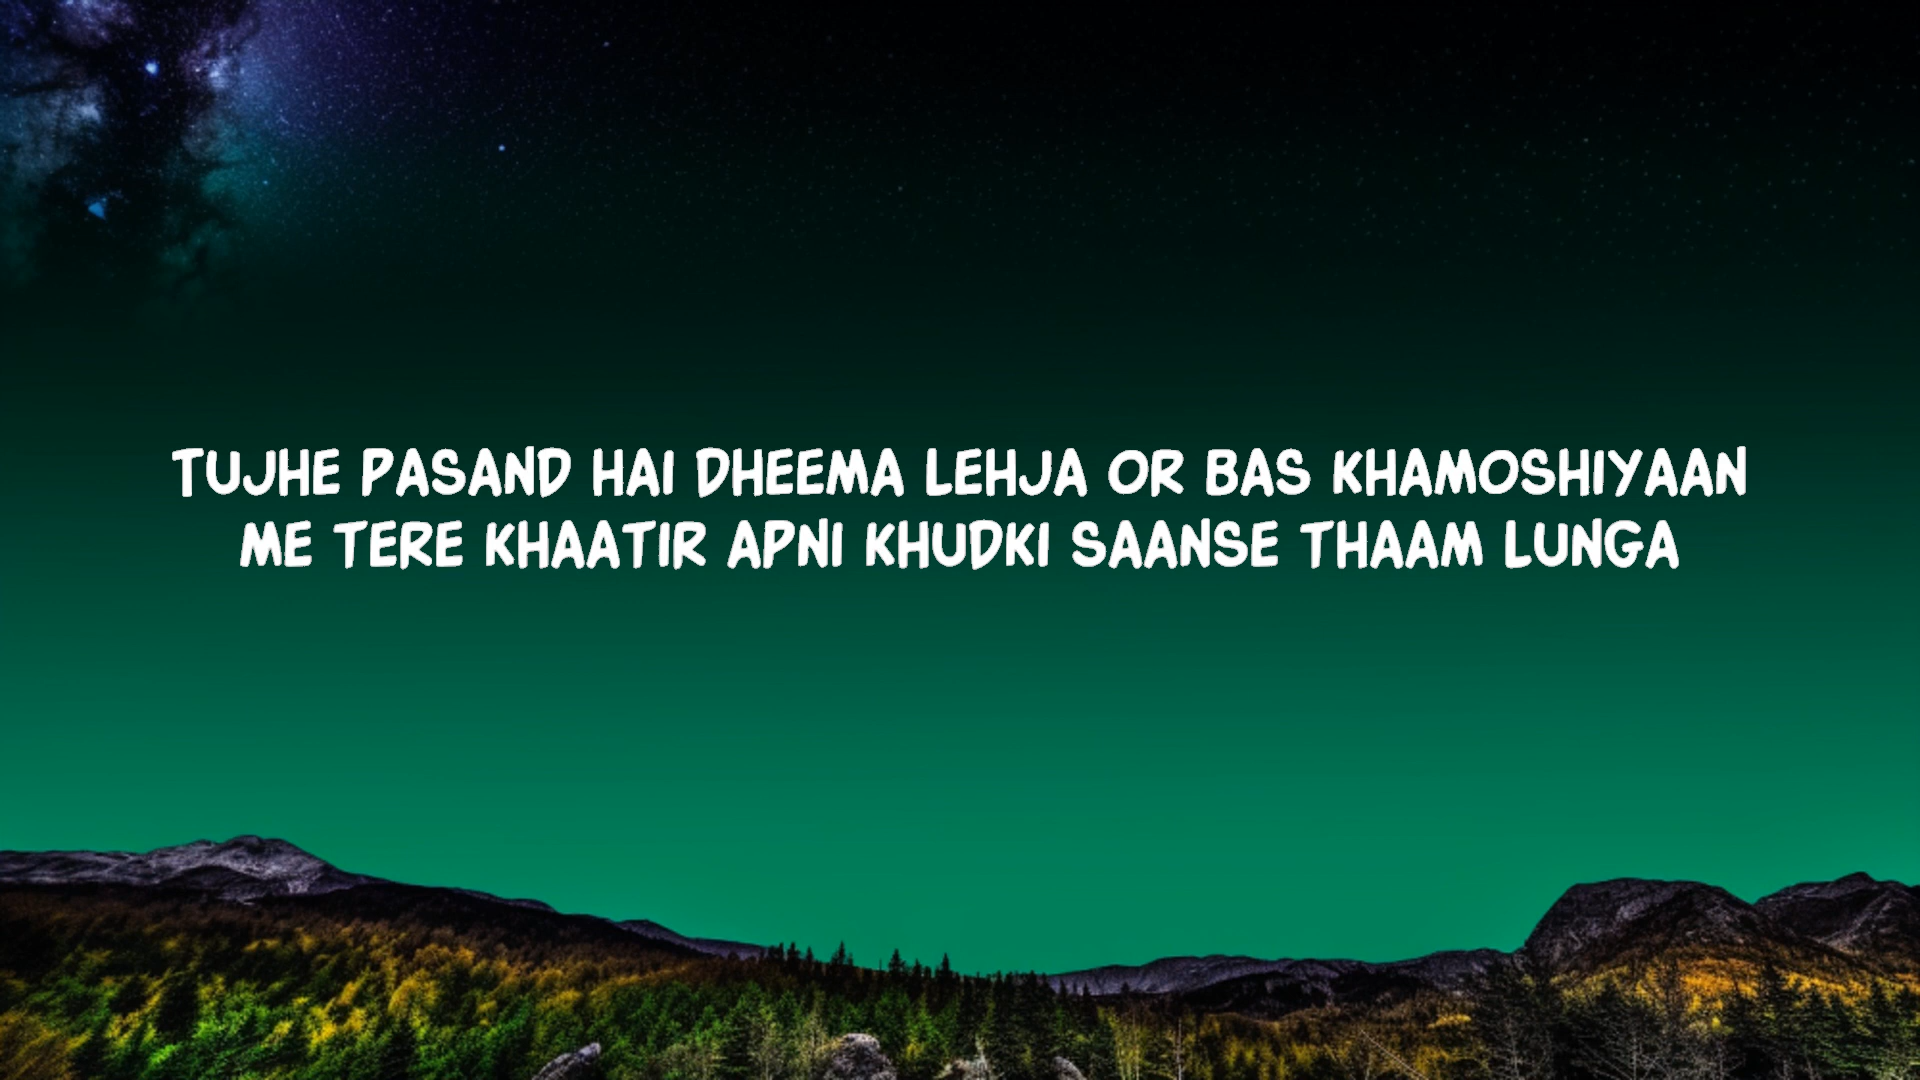 TUJHE PASAND HAI DHEEMA LEHJA OR BAS KHAMOSHIYAAN
ME TERE KHAATIR APNI KHUDKI SAANSE THAAM LUNGA